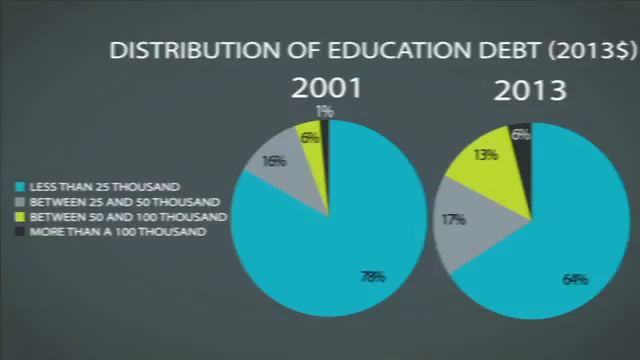 DISTRIBUTION OF EDUCATION DEBT (2013$)
2001
2013
1%
6%
16%
78%
6%
13%
17%
64%
LESS THAN 25 THOUSAND
BETWEEN 25 AND 50 THOUSAND
BETWEEN 50 AND 100 THOUSAND
MORE THAN A 100 THOUSAND